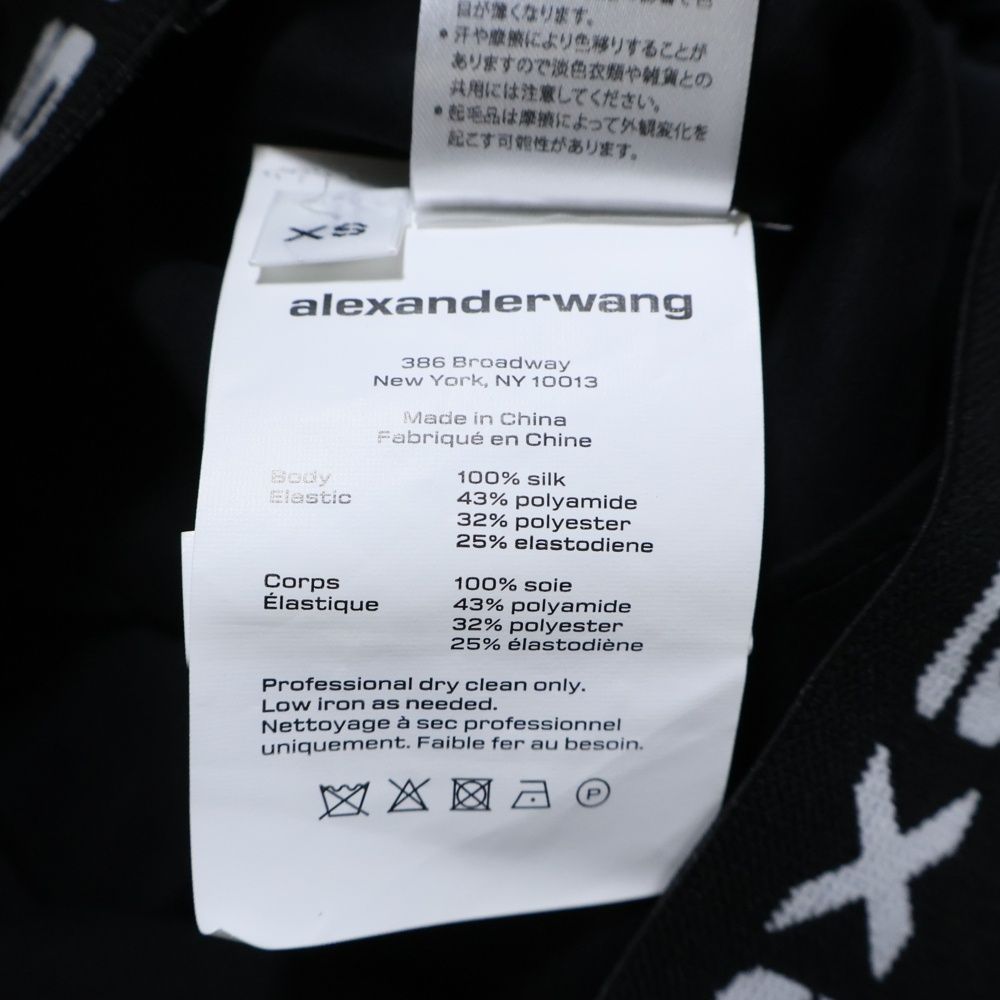 目が薄くなります。
• 汗や摩擦により色移りすることが
ありますので淡色衣類や雑貨との
共用には注意してください。
• 起毛品は摩擦によって外観変化を
起こす可能性があります。
XS
alexanderwang
386 Broadway
New York, NY 10013
Made in China
Fabriqué en Chine
Body 100% silk
Elastic 43% polyamide
32% polyester
25% elastodiene
Corps 100% soie
Élastique 43% polyamide
32% polyester
25% élastodiène
Professional dry clean only.
Low iron as needed.
Nettoyage à sec professionnel
uniquement. Faible fer au besoin.
P
X